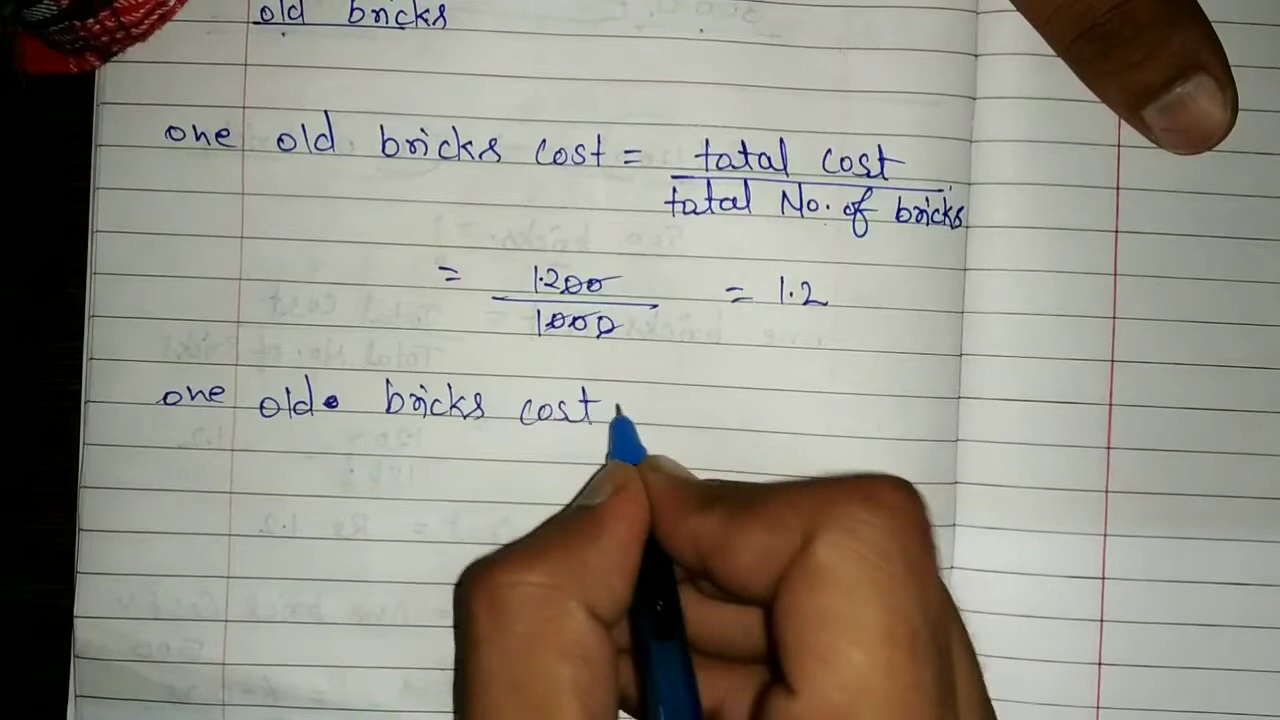 old bricks
one old bricks cost = tatal cost
tatal No. of bricks
= 1200
1000
= 1.2
one old bricks cost